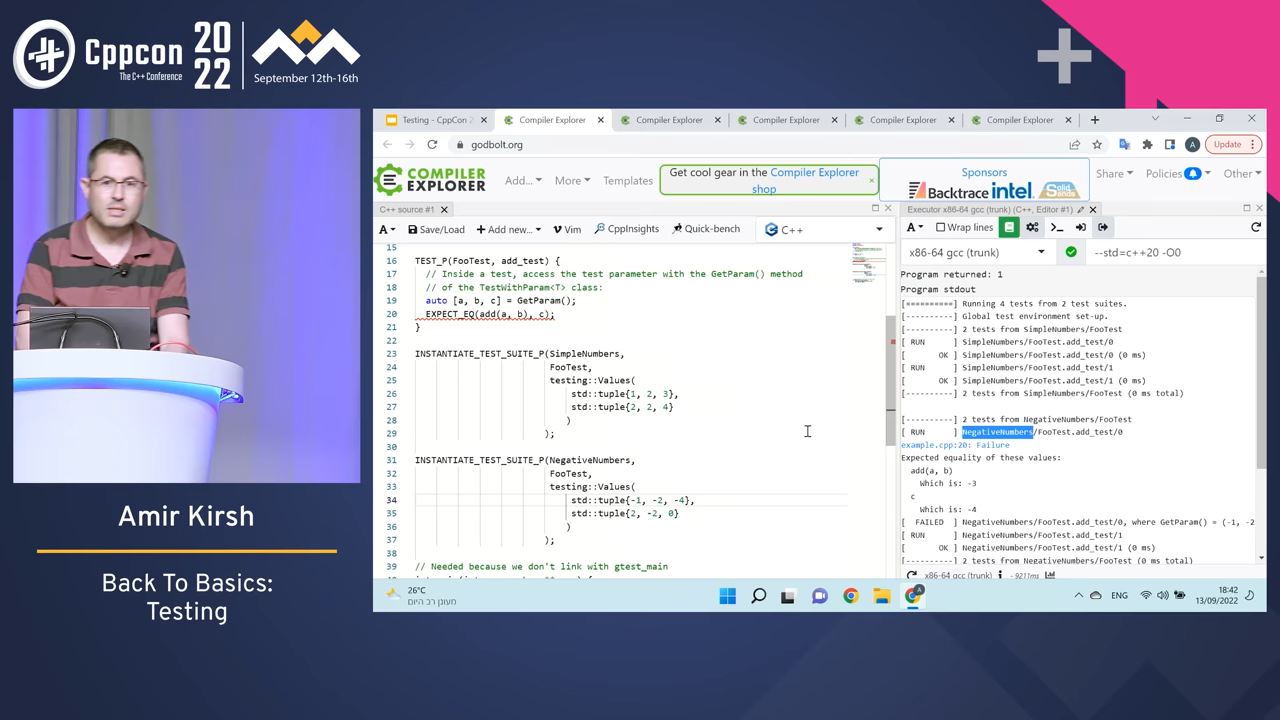 Cppcon
The C++ Conference
20
22
September 12th-16th
Amir Kirsh
Back To Basics:
Testing
Testing - CppCon 2
Compiler Explorer
Compiler Explorer
Compiler Explorer
Compiler Explorer
Compiler Explorer
godbolt.org
Update
COMPILER
EXPLORER
Add...
More
Templates
Get cool gear in the Compiler Explorer
shop
Sponsors
Backtrace
intel
Solid
Sands
Share
Policies
Other
C++ source #1
A
Save/Load
Add new...
Vim
CppInsights
Quick-bench
C++
15
16 TEST_P(FooTest, add_test) {
17 // Inside a test, access the test parameter with the GetParam() method
18 // of the TestWithParam<T> class:
19 auto [a, b, c] = GetParam();
20 EXPECT_EQ(add(a, b), c);
21 }
22
23 INSTANTIATE_TEST_SUITE_P(SimpleNumbers,
24 FooTest,
25 testing::Values(
26 std::tuple{1, 2, 3},
27 std::tuple{2, 2, 4}
28 )
29 );
30
31 INSTANTIATE_TEST_SUITE_P(NegativeNumbers,
32 FooTest,
33 testing::Values(
34 std::tuple{-1, -2, -4},
35 std::tuple{2, -2, 0}
36 )
37 );
38
39 // Needed because we don't link with gtest_main
Executor x86-64 gcc (trunk) (C++, Editor #1)
A
Wrap lines
x86-64 gcc (trunk)
--std=c++20 -O0
Program returned: 1
Program stdout
[==========] Running 4 tests from 2 test suites.
[----------] Global test environment set-up.
[----------] 2 tests from SimpleNumbers/FooTest
[ RUN      ] SimpleNumbers/FooTest.add_test/0
[       OK ] SimpleNumbers/FooTest.add_test/0 (0 ms)
[ RUN      ] SimpleNumbers/FooTest.add_test/1
[       OK ] SimpleNumbers/FooTest.add_test/1 (0 ms)
[----------] 2 tests from SimpleNumbers/FooTest (0 ms total)
[----------] 2 tests from NegativeNumbers/FooTest
[ RUN      ] NegativeNumbers/FooTest.add_test/0
example.cpp:20: Failure
Expected equality of these values:
add(a, b)
Which is: -3
c
Which is: -4
[  FAILED  ] NegativeNumbers/FooTest.add_test/0, where GetParam() = (-1, -2
[ RUN      ] NegativeNumbers/FooTest.add_test/1
[       OK ] NegativeNumbers/FooTest.add_test/1 (0 ms)
[----------] 2 tests from NegativeNumbers/FooTest (0 ms total)
x86-64 gcc (trunk)
- 9211ms
26°C
מעונן רב היום
ENG
18:42
13/09/2022